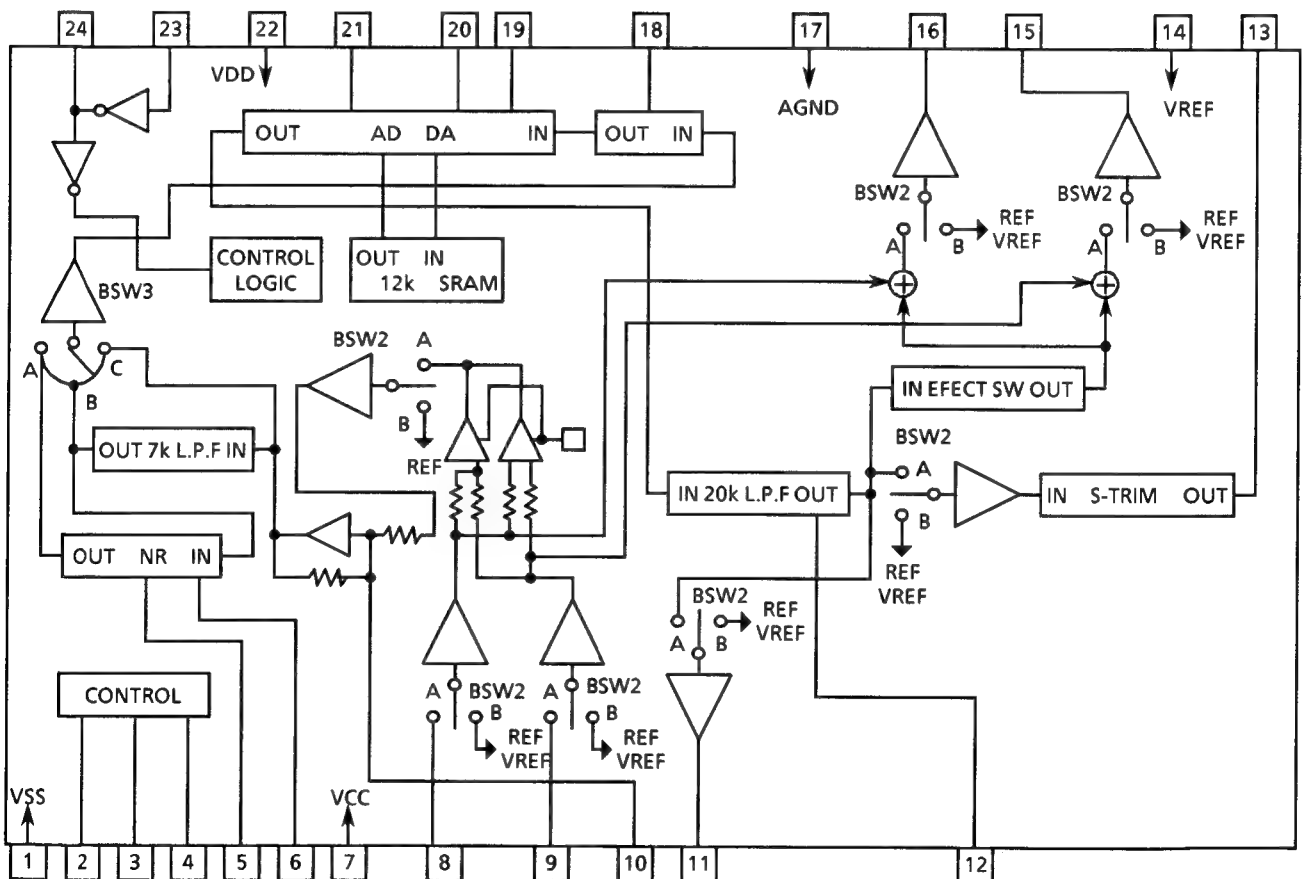 24 23 22 21 20 19 18 17 16 15 14 13
VDD
AGND
VREF
OUT AD DA IN
OUT IN
BSW2
BSW2
A B REF VREF
A B REF VREF
CONTROL LOGIC
OUT IN
12k SRAM
BSW3
A B C
BSW2
A
B
REF
IN EFECT SW OUT
OUT 7k L.P.F IN
BSW2
A
B
REF
VREF
IN 20k L.P.F OUT
IN S-TRIM OUT
OUT NR IN
BSW2
A B
REF
VREF
CONTROL
A BSW2
B
REF
VREF
A BSW2
B
REF
VREF
VSS
VCC
1 2 3 4 5 6 7 8 9 10 11 12